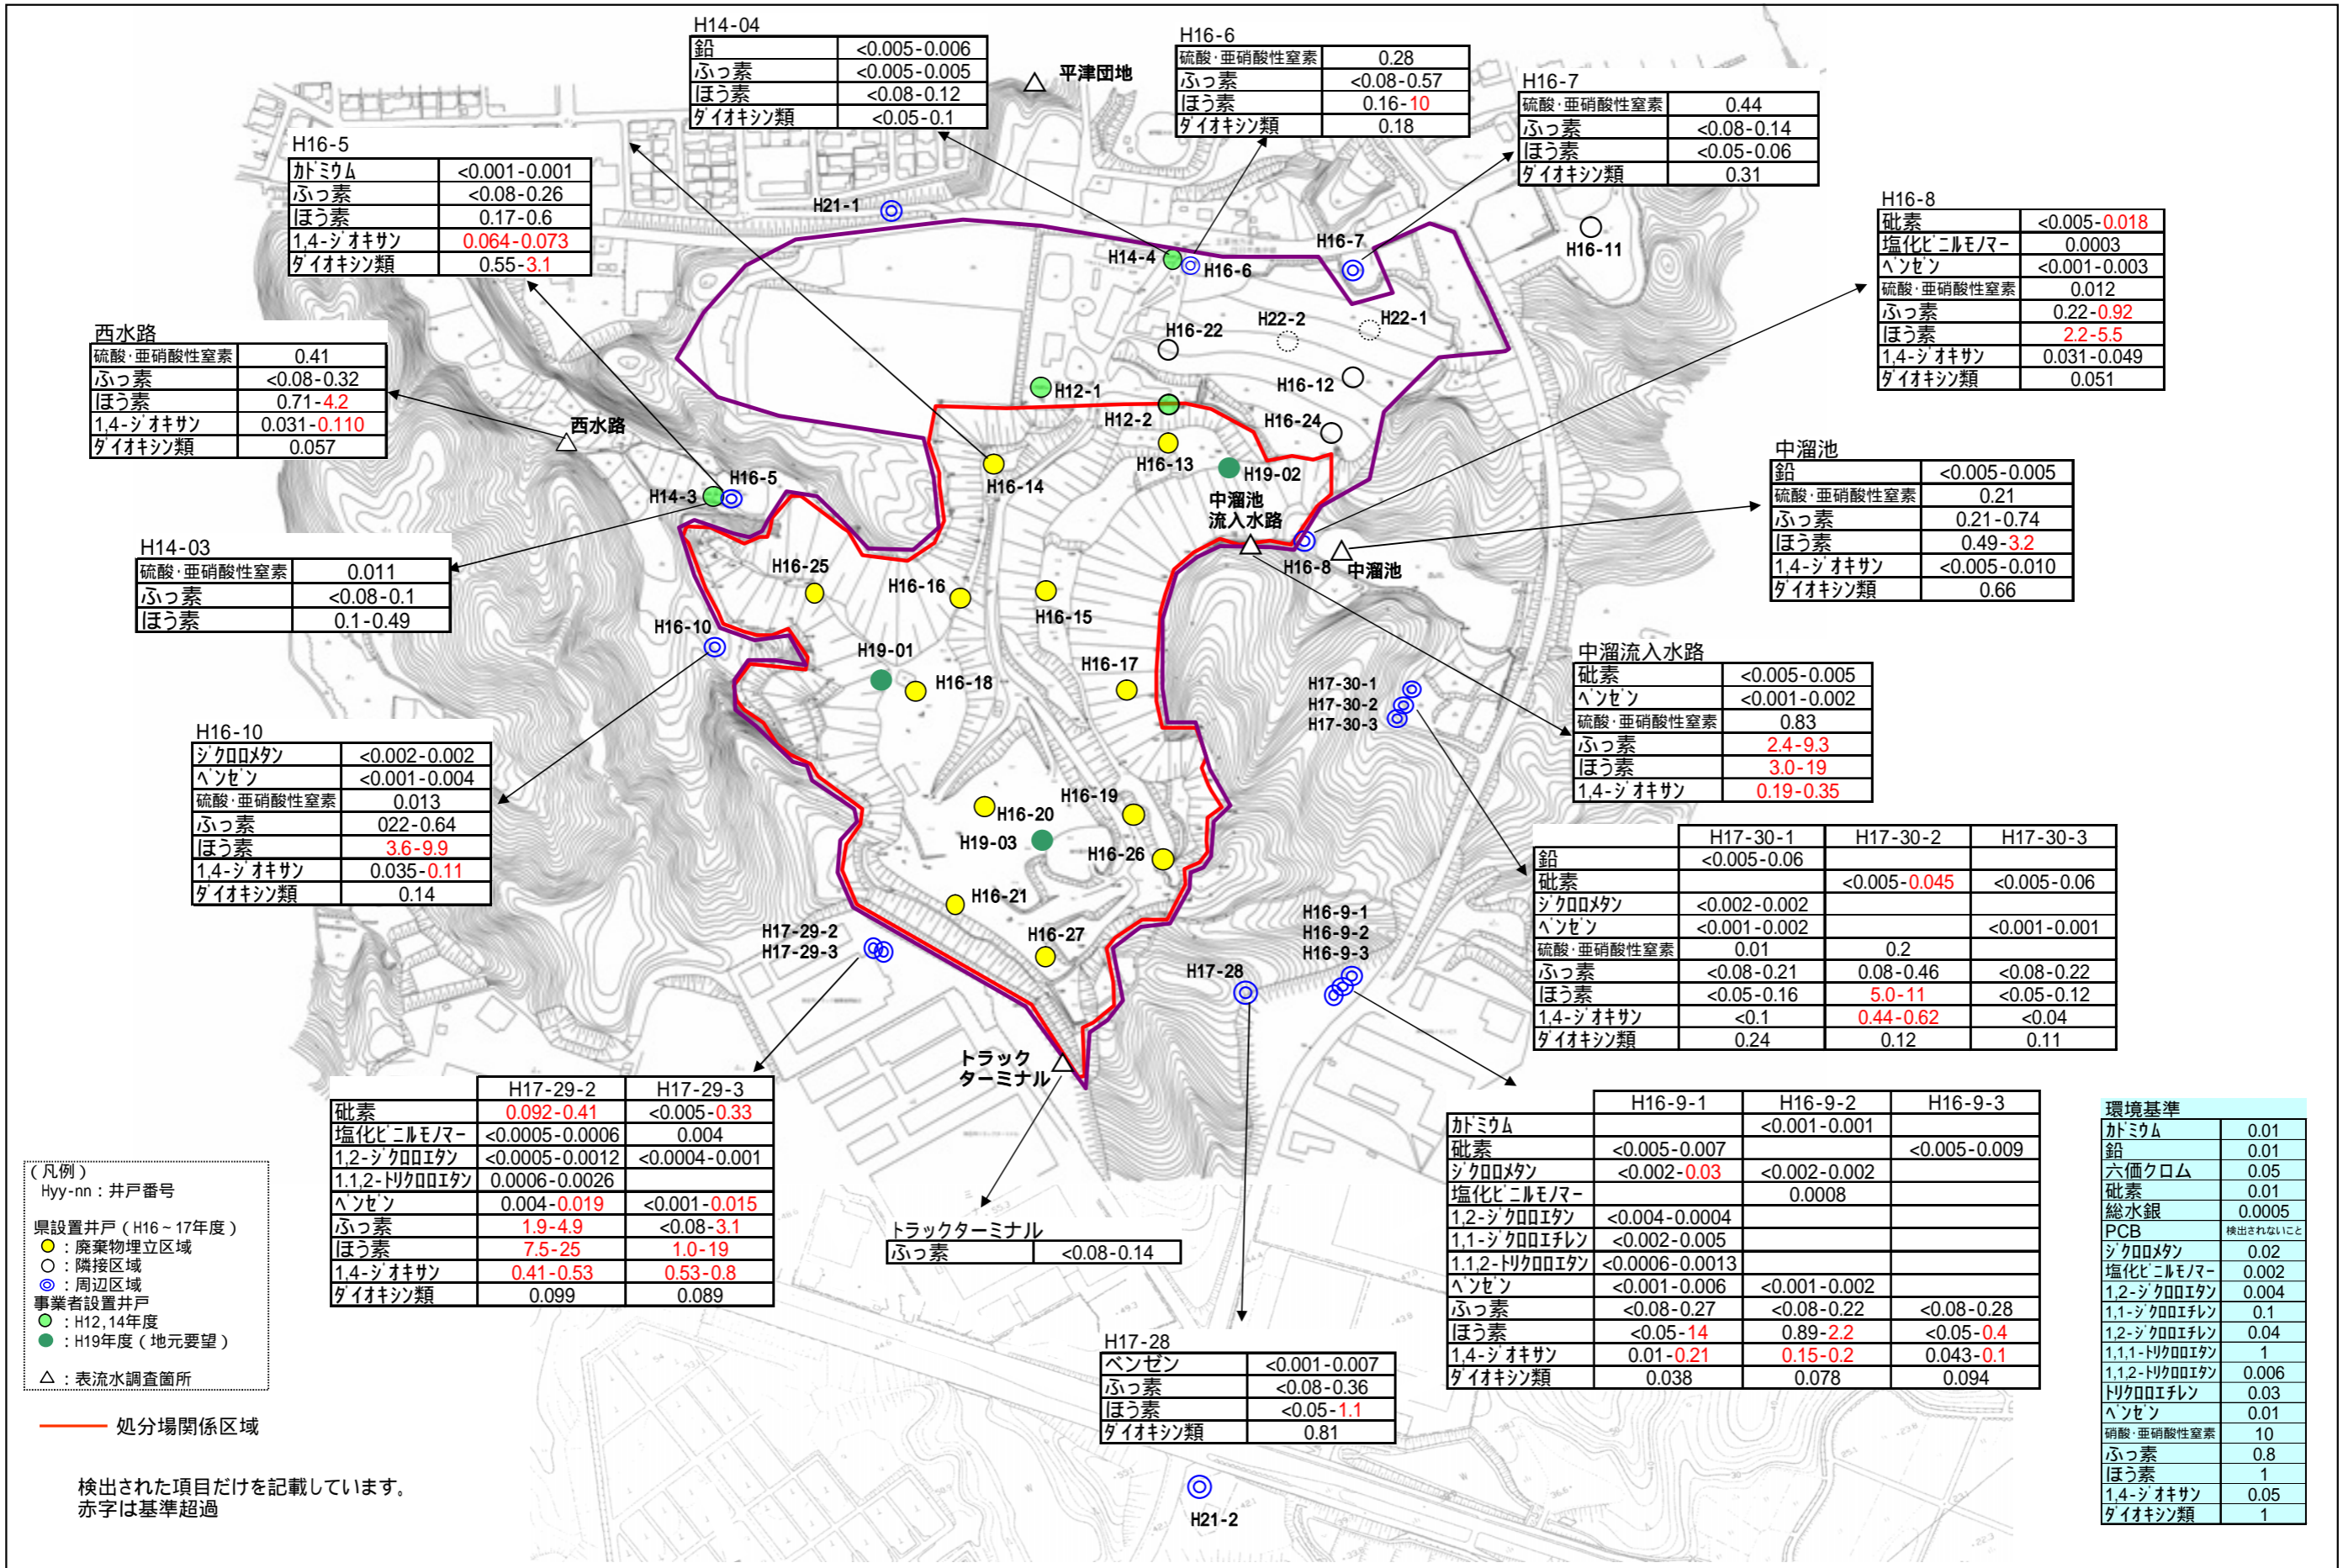 H14-04
鉛 <0.005-0.006
ふっ素 <0.005-0.005
ほう素 <0.08-0.12
ダイオキシン類 <0.05-0.1
平津団地
H16-6
硫酸・亜硝酸性窒素 0.28
ふっ素 <0.08-0.57
ほう素 0.16-10
ダイオキシン類 0.18
H16-7
硫酸・亜硝酸性窒素 0.44
ふっ素 <0.08-0.14
ほう素 <0.05-0.06
ダイオキシン類 0.31
H16-5
カドミウム <0.001-0.001
ふっ素 <0.08-0.26
ほう素 0.17-0.6
1,4-ジオキサン 0.064-0.073
ダイオキシン類 0.55-3.1
H16-8
砒素 <0.005-0.018
塩化ビニルモノマー 0.0003
ベンゼン <0.001-0.003
硫酸・亜硝酸性窒素 0.012
ふっ素 0.22-0.92
ほう素 2.2-5.5
1,4-ジオキサン 0.031-0.049
ダイオキシン類 0.051
西水路
硫酸・亜硝酸性窒素 0.41
ふっ素 <0.08-0.32
ほう素 0.71-4.2
1,4-ジオキサン 0.031-0.110
ダイオキシン類 0.057
中溜池
鉛 <0.005-0.005
硫酸・亜硝酸性窒素 0.21
ふっ素 0.21-0.74
ほう素 0.49-3.2
1,4-ジオキサン <0.005-0.010
ダイオキシン類 0.66
H14-03
硫酸・亜硝酸性窒素 0.011
ふっ素 <0.08-0.1
ほう素 0.1-0.49
中溜流入水路
砒素 <0.005-0.005
ベンゼン <0.001-0.002
硫酸・亜硝酸性窒素 0.83
ふっ素 2.4-9.3
ほう素 3.0-19
1,4-ジオキサン 0.19-0.35
H16-10
ジクロロメタン <0.002-0.002
ベンゼン <0.001-0.004
硫酸・亜硝酸性窒素 0.013
ふっ素 022-0.64
ほう素 3.6-9.9
1,4-ジオキサン 0.035-0.11
ダイオキシン類 0.14
H17-30-1 H17-30-2 H17-30-3
鉛 <0.005-0.06
砒素 <0.005-0.045 <0.005-0.06
ジクロロメタン <0.002-0.002
ベンゼン <0.001-0.002 <0.001-0.001
硫酸・亜硝酸性窒素 0.01 0.2
ふっ素 <0.08-0.21 0.08-0.46 <0.08-0.22
ほう素 <0.05-0.16 5.0-11 <0.05-0.12
1,4-ジオキサン <0.1 0.44-0.62 <0.04
ダイオキシン類 0.24 0.12 0.11
H21-1
H14-4
H16-6
H16-7
H16-11
H16-22
H22-2
H22-1
H12-1
H16-12
H12-2
H16-24
西水路
H16-13
H19-02
H16-14
H14-3
H16-5
中溜池
流入水路
H16-8
中溜池
H16-25
H16-16
H16-15
H16-10
H19-01
H16-18
H16-17
H17-30-1
H17-30-2
H17-30-3
H16-20
H16-19
H19-03
H16-26
H16-21
H16-27
H17-29-2
H17-29-3
H16-9-1
H16-9-2
H16-9-3
H17-28
トラック
ターミナル
H21-2
H17-29-2 H17-29-3
砒素 0.092-0.41 <0.005-0.33
塩化ビニルモノマー <0.0005-0.0006 0.004
1,2-ジクロロエタン <0.0005-0.0012 <0.0004-0.001
1.1,2-トリクロロエタン 0.0006-0.0026
ベンゼン 0.004-0.019 <0.001-0.015
ふっ素 1.9-4.9 <0.08-3.1
ほう素 7.5-25 1.0-19
1,4-ジオキサン 0.41-0.53 0.53-0.8
ダイオキシン類 0.099 0.089
トラックターミナル
ふっ素 <0.08-0.14
H17-28
ベンゼン <0.001-0.007
ふっ素 <0.08-0.36
ほう素 <0.05-1.1
ダイオキシン類 0.81
H16-9-1 H16-9-2 H16-9-3
カドミウム <0.001-0.001
砒素 <0.005-0.007 <0.005-0.009
ジクロロメタン <0.002-0.03 <0.002-0.002
塩化ビニルモノマー 0.0008
1,2-ジクロロエタン <0.004-0.0004
1,1-ジクロロエチレン <0.002-0.005
1.1,2-トリクロロエタン <0.0006-0.0013
ベンゼン <0.001-0.006 <0.001-0.002
ふっ素 <0.08-0.27 <0.08-0.22 <0.08-0.28
ほう素 <0.05-14 0.89-2.2 <0.05-0.4
1,4-ジオキサン 0.01-0.21 0.15-0.2 0.043-0.1
ダイオキシン類 0.038 0.078 0.094
環境基準
カドミウム 0.01
鉛 0.01
六価クロム 0.05
砒素 0.01
総水銀 0.0005
PCB 検出されないこと
ジクロロメタン 0.02
塩化ビニルモノマー 0.002
1,2-ジクロロエタン 0.004
1,1-ジクロロエチレン 0.1
1,2-ジクロロエチレン 0.04
1,1,1-トリクロロエタン 1
1,1,2-トリクロロエタン 0.006
トリクロロエチレン 0.03
ベンゼン 0.01
硝酸・亜硝酸性窒素 10
ふっ素 0.8
ほう素 1
1,4-ジオキサン 0.05
ダイオキシン類 1
(凡例)
Hyy-nn:井戸番号
県設置井戸(H16~17年度)
:廃棄物埋立区域
:隣接区域
:周辺区域
事業者設置井戸
:H12,14年度
:H19年度(地元要望)
△:表流水調査箇所
処分場関係区域
検出された項目だけを記載しています。
赤字は基準超過